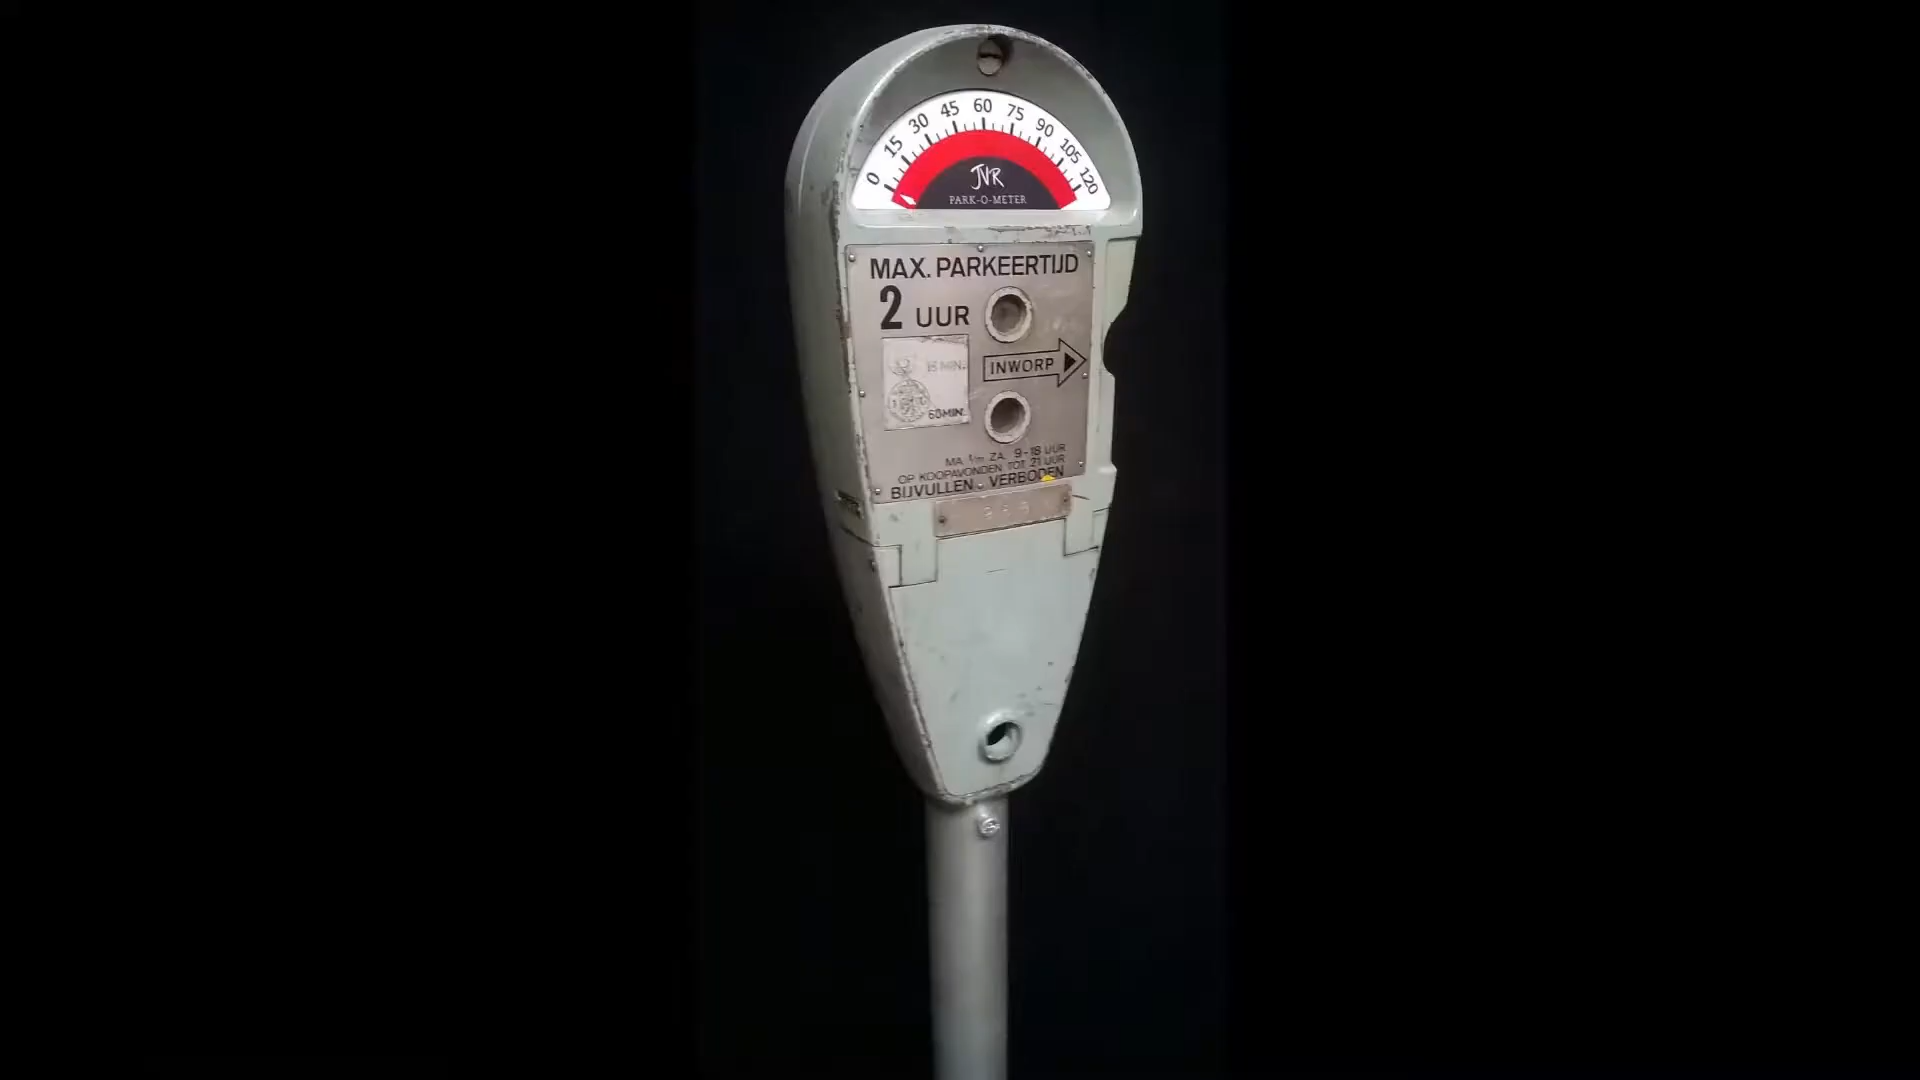 0 15 30 45 60 75 90 105 120
JVR
PARK-O-METER
MAX. PARKEERTIJD
2 UUR
15 MIN.
INWORP
60 MIN.
MA. t/m ZA. 9-18 UUR
OP KOOPAVONDEN TOT 21 UUR
BIJVULLEN VERBODEN